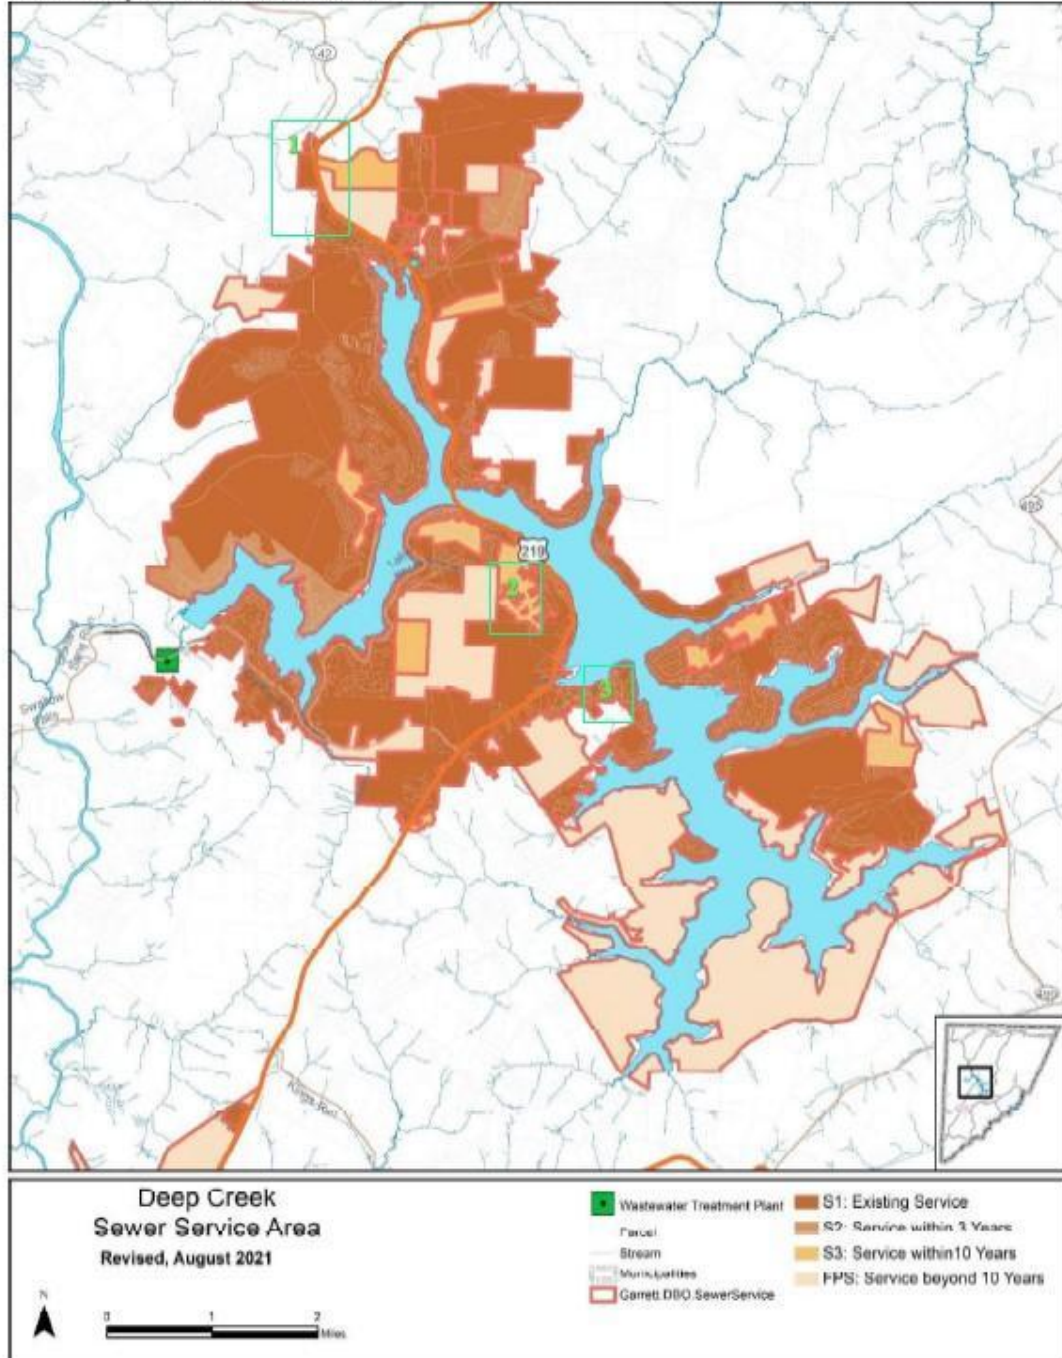 42
1
219
2
3
495
Swallow
Falls
Deep Creek
Sewer Service Area
Revised, August 2021
N
0 1 2
Miles
Wastewater Treatment Plant
Parcel
Stream
Municipalities
Garrett.DBO.SewerService
S1: Existing Service
S2: Service within 3 Years
S3: Service within10 Years
FPS: Service beyond 10 Years